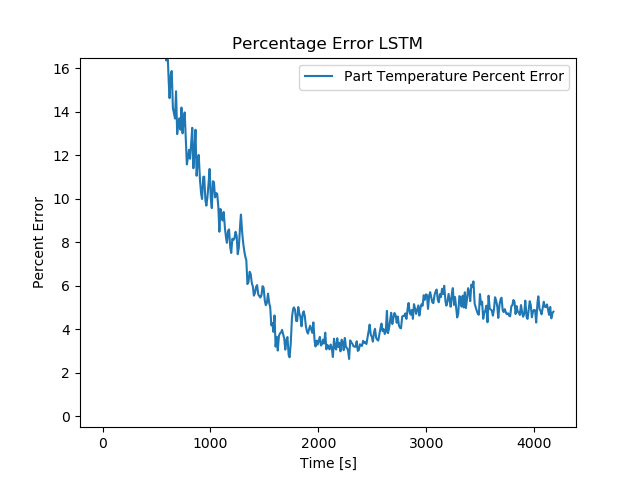 Percentage Error LSTM
Part Temperature Percent Error
Percent Error
16
14
12
10
8
6
4
2
0
0 1000 2000 3000 4000
Time [s]